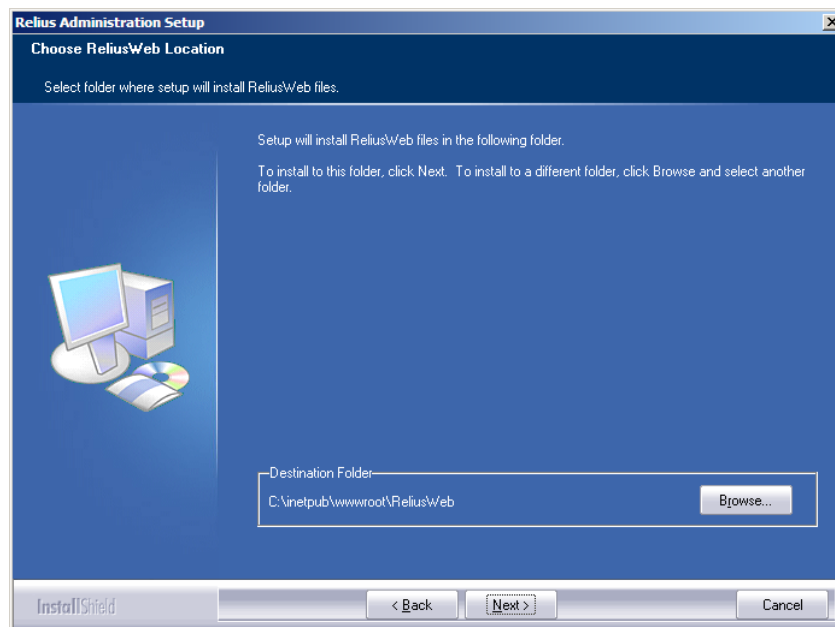 Relius Administration Setup
Choose ReliusWeb Location
Select folder where setup will install ReliusWeb files.
Setup will install ReliusWeb files in the following folder.
To install to this folder, click Next. To install to a different folder, click Browse and select another
folder.
Destination Folder
C:\inetpub\wwwroot\ReliusWeb
Browse...
InstallShield
< Back
Next >
Cancel